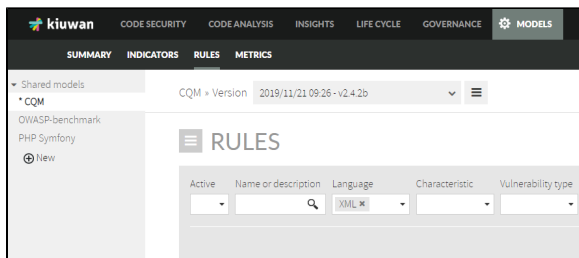 kiuwan CODE SECURITY CODE ANALYSIS INSIGHTS LIFE CYCLE GOVERNANCE MODELS
SUMMARY INDICATORS RULES METRICS
Shared models
* CQM
OWASP-benchmark
PHP Symfony
New
CQM » Version 2019/11/21 09:26 - v2.4.2b
RULES
Active Name or description Language Characteristic Vulnerability type
XML